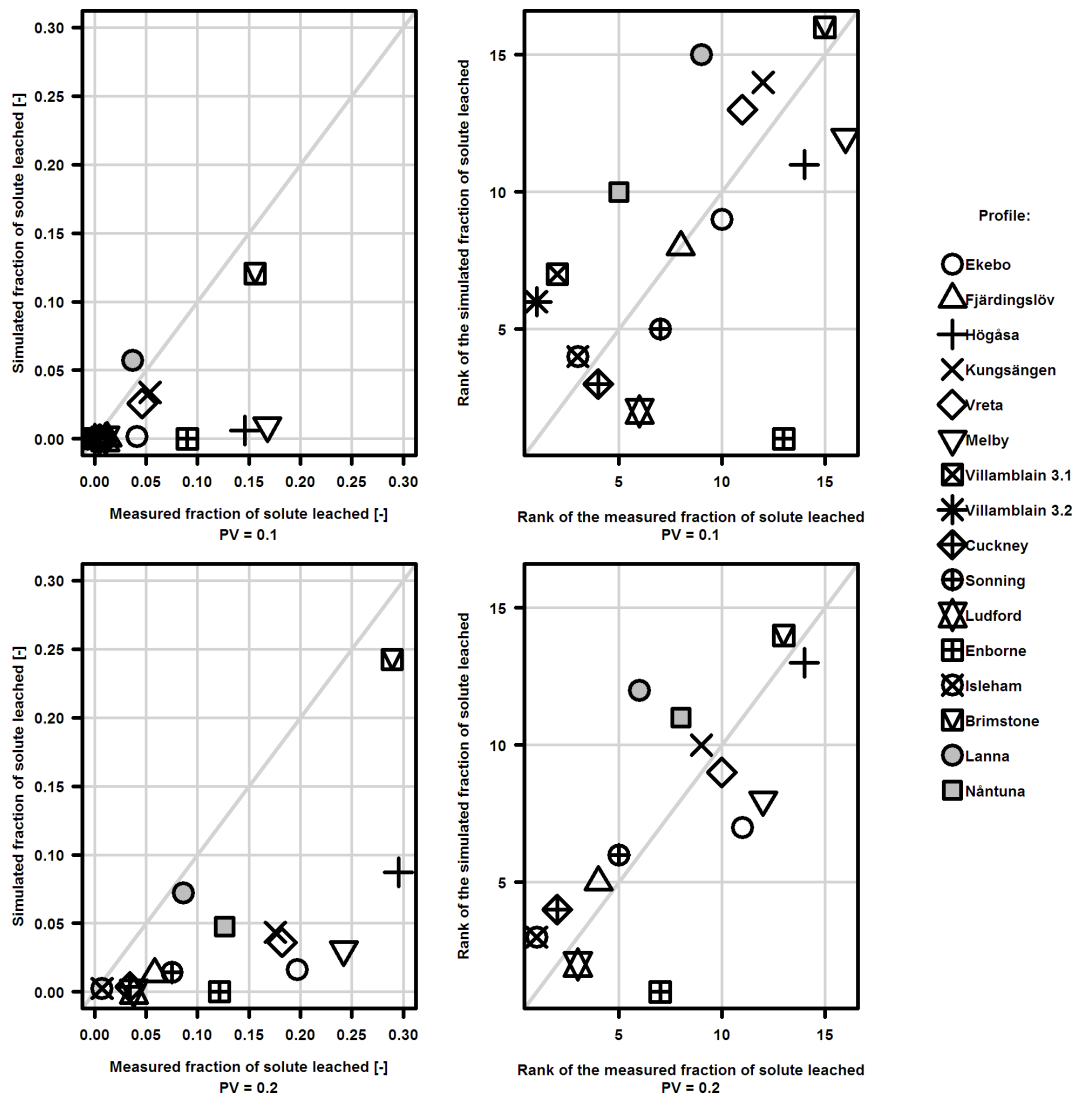 Simulated fraction of solute leached [-]
0.30
0.25
0.20
0.15
0.10
0.05
0.00
0.00 0.05 0.10 0.15 0.20 0.25 0.30
Measured fraction of solute leached [-]
PV = 0.1
Rank of the simulated fraction of solute leached
15
10
5
5 10 15
Rank of the measured fraction of solute leached
PV = 0.1
Simulated fraction of solute leached [-]
0.30
0.25
0.20
0.15
0.10
0.05
0.00
0.00 0.05 0.10 0.15 0.20 0.25 0.30
Measured fraction of solute leached [-]
PV = 0.2
Rank of the simulated fraction of solute leached
15
10
5
5 10 15
Rank of the measured fraction of solute leached
PV = 0.2
Profile:
Ekebo
Fjärdingslöv
Högåsa
Kungsängen
Vreta
Melby
Villamblain 3.1
Villamblain 3.2
Cuckney
Sonning
Ludford
Enborne
Isleham
Brimstone
Lanna
Nåntuna